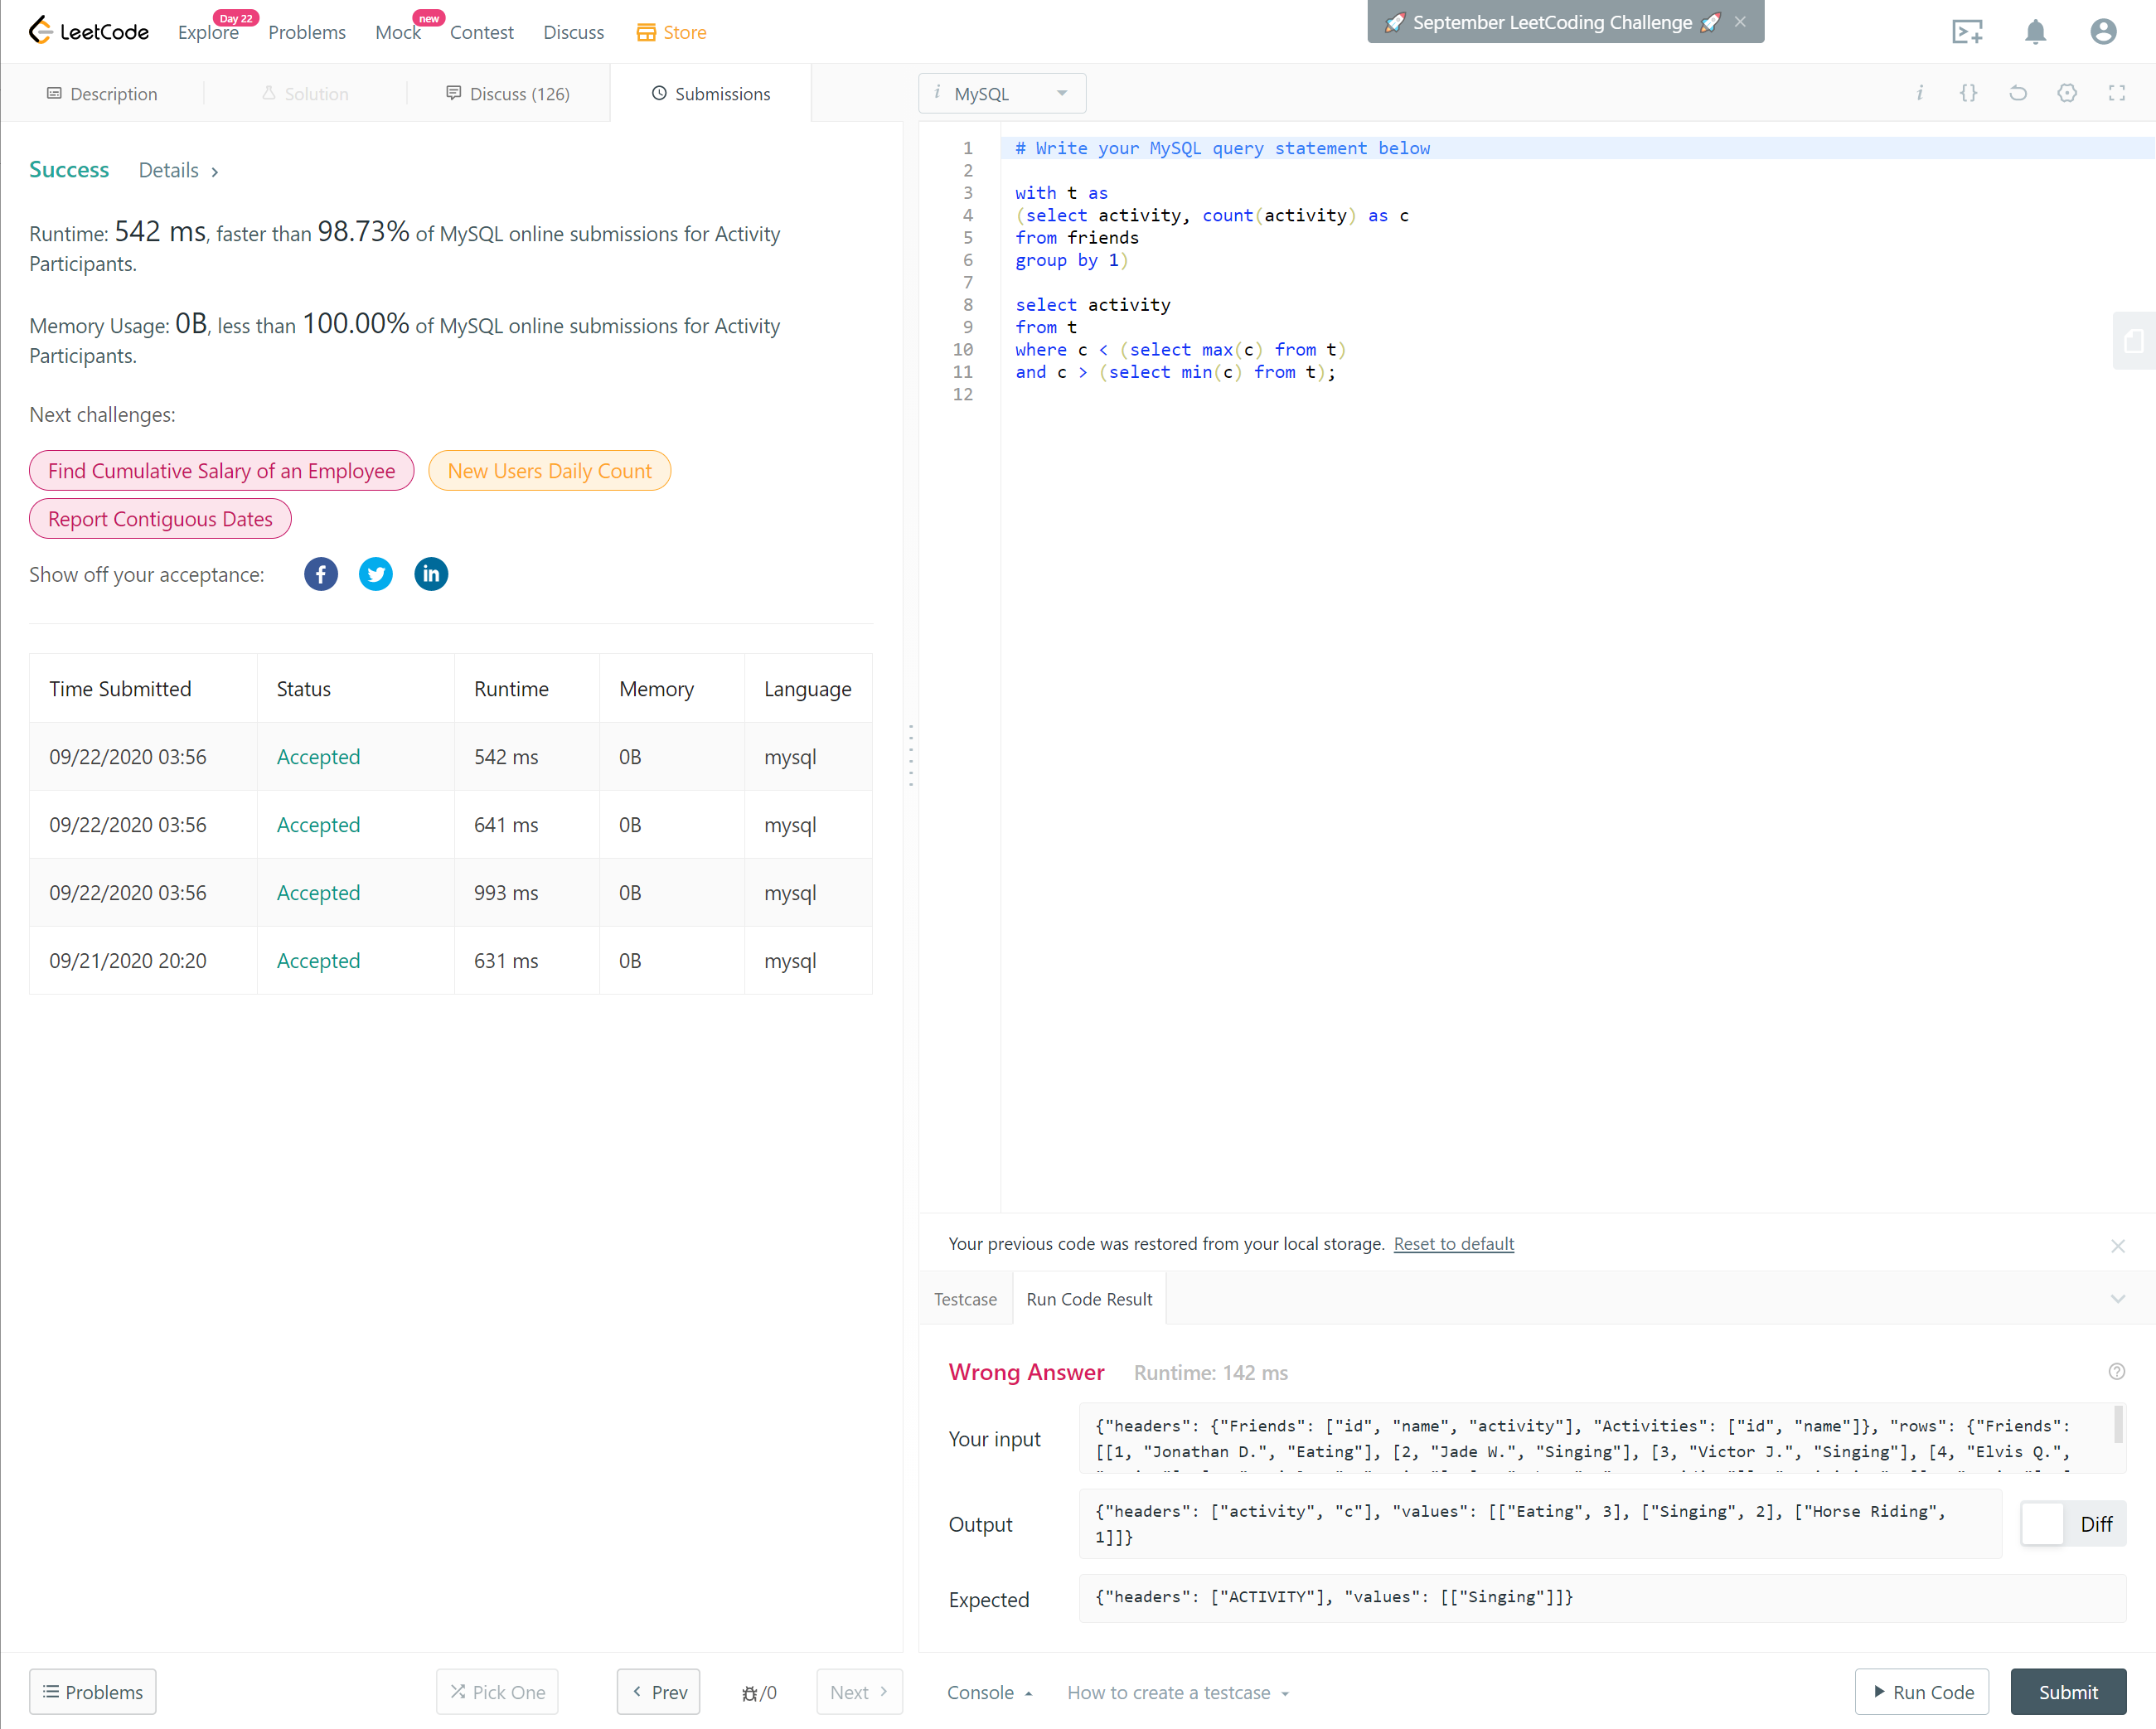 LeetCode
Explore
Day 22
Problems
Mock
new
Contest
Discuss
Store
🚀 September LeetCoding Challenge 🚀 ×
Description
Solution
Discuss (126)
Submissions
i MySQL
i {}
Success Details >
Runtime: 542 ms, faster than 98.73% of MySQL online submissions for Activity
Participants.
Memory Usage: 0B, less than 100.00% of MySQL online submissions for Activity
Participants.
Next challenges:
Find Cumulative Salary of an Employee
New Users Daily Count
Report Contiguous Dates
Show off your acceptance:
f
in
Time Submitted Status Runtime Memory Language
09/22/2020 03:56 Accepted 542 ms 0B mysql
09/22/2020 03:56 Accepted 641 ms 0B mysql
09/22/2020 03:56 Accepted 993 ms 0B mysql
09/21/2020 20:20 Accepted 631 ms 0B mysql
1 # Write your MySQL query statement below
2
3 with t as
4 (select activity, count(activity) as c
5 from friends
6 group by 1)
7
8 select activity
9 from t
10 where c < (select max(c) from t)
11 and c > (select min(c) from t);
12
Your previous code was restored from your local storage. Reset to default
Testcase
Run Code Result
Wrong Answer Runtime: 142 ms
Your input
{"headers": {"Friends": ["id", "name", "activity"], "Activities": ["id", "name"]}, "rows": {"Friends":
[[1, "Jonathan D.", "Eating"], [2, "Jade W.", "Singing"], [3, "Victor J.", "Singing"], [4, "Elvis Q.",
Output
{"headers": ["activity", "c"], "values": [["Eating", 3], ["Singing", 2], ["Horse Riding",
1]]}
Diff
Expected
{"headers": ["ACTIVITY"], "values": [["Singing"]]}
Problems
Pick One
< Prev
/0
Next >
Console
How to create a testcase
Run Code
Submit